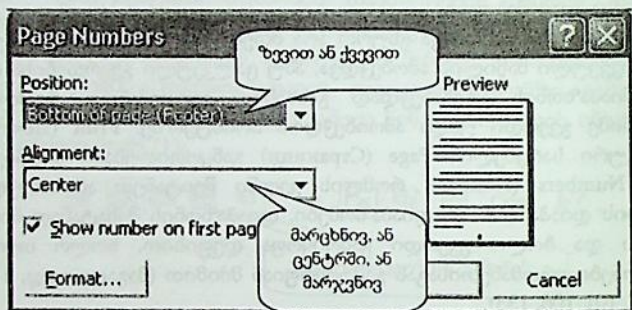 Page Numbers
ზევით ან ქვევით
Position:
Preview
Bottom of page (Footer)
Alignment:
Center
Show number on first pag
მარცხნივ, ან
ცენტრში, ან
მარჯვნივ
Format...
Cancel